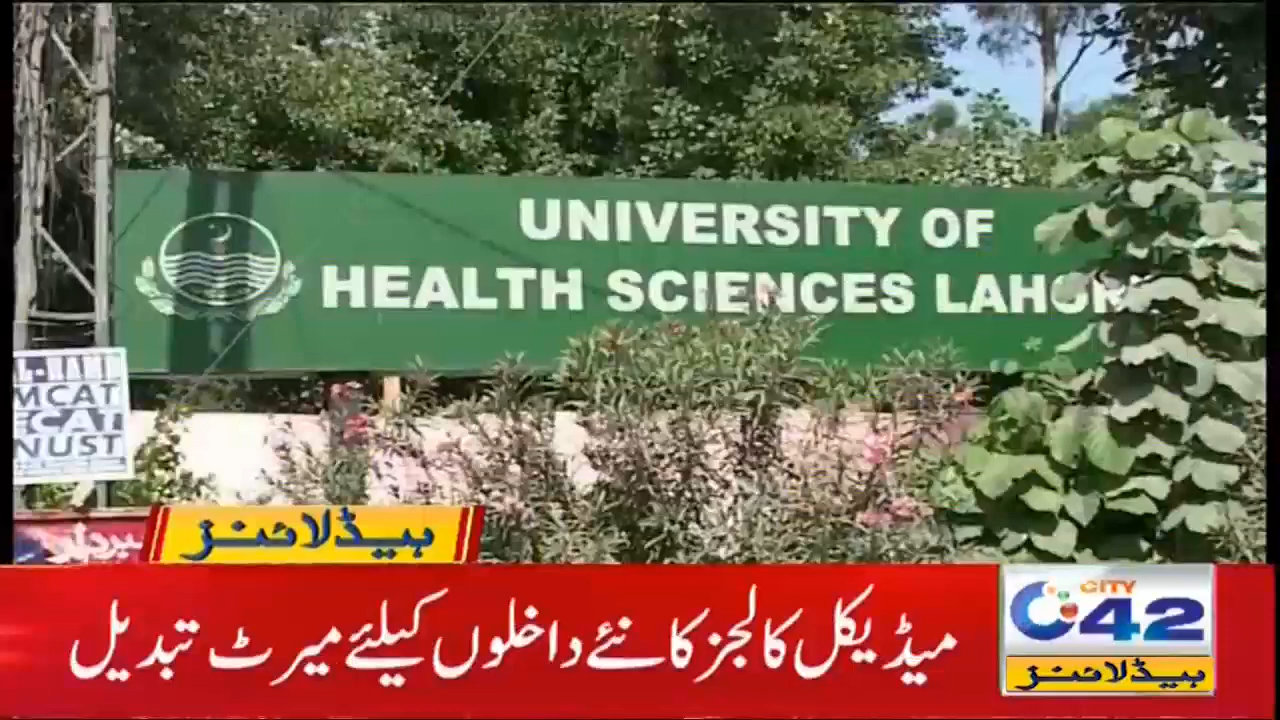 UNIVERSITY OF
HEALTH SCIENCES
MCAT
ECAT
NUST
ہیڈلائنز
میڈیکل کالجز کا نئے داخلوں کیلئے میرٹ تبدیل
CITY
42
ہیڈلائنز